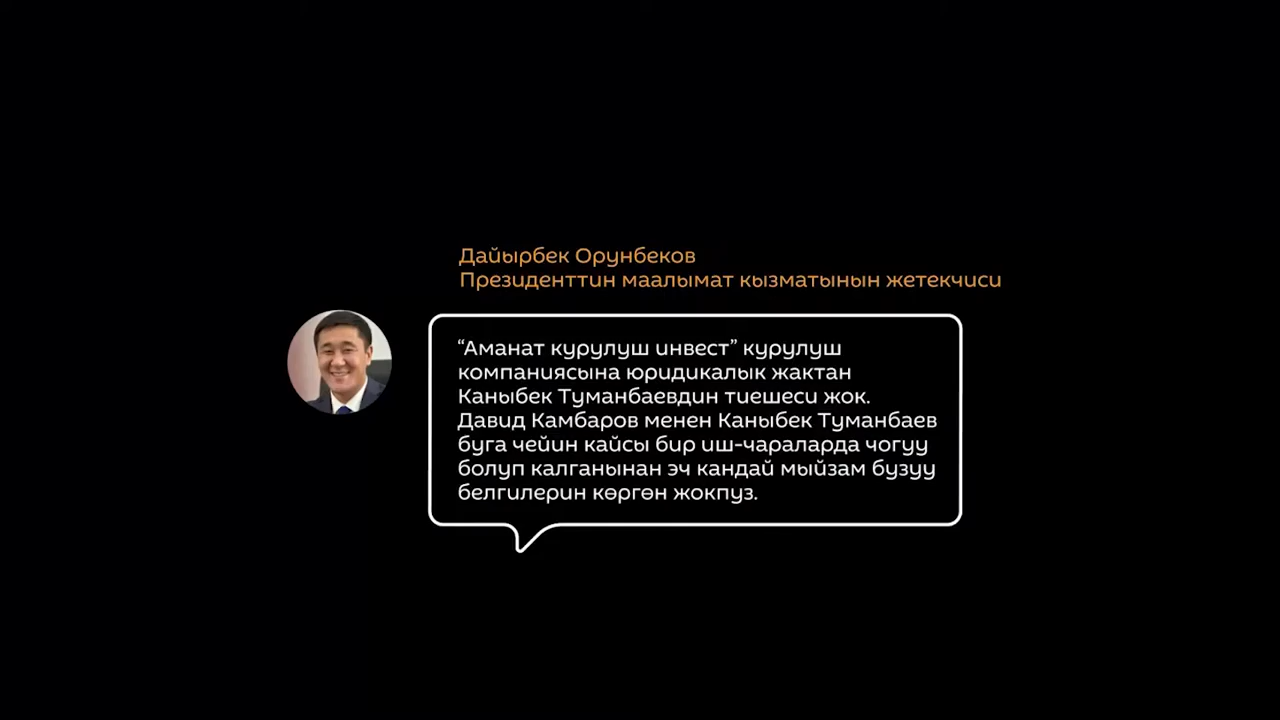 Дайырбек Орунбеков
Президенттин маалымат кызматынын жетекчиси
“Аманат курулуш инвест” курулуш
компаниясына юридикалык жактан
Каныбек Туманбаевдин тиешеси жок.
Давид Камбаров менен Каныбек Туманбаев
буга чейин кайсы бир иш-чараларда чогуу
болуп калганынан эч кандай мыйзам бузуу
белгилерин көргөн жокпуз.